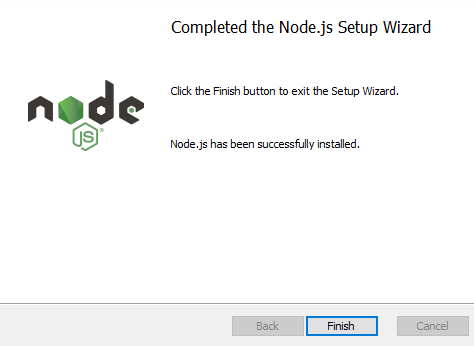 Completed the Node.js Setup Wizard
node
JS
Click the Finish button to exit the Setup Wizard.
Node.js has been successfully installed.
Back
Finish
Cancel